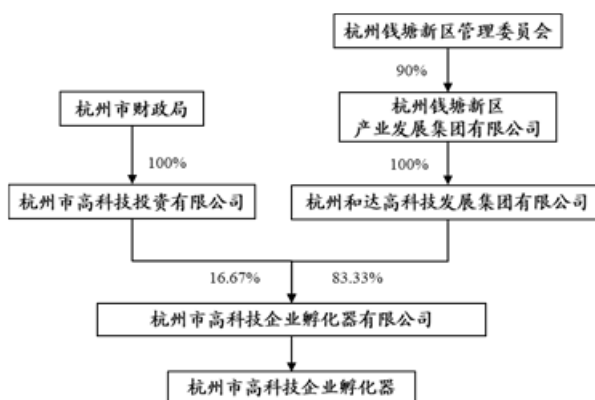 杭州钱塘新区管理委员会
90%
杭州市财政局
杭州钱塘新区
产业发展集团有限公司
100%
100%
杭州市高科技投资有限公司
杭州和达高科技发展集团有限公司
16.67%
83.33%
杭州市高科技企业孵化器有限公司
杭州市高科技企业孵化器